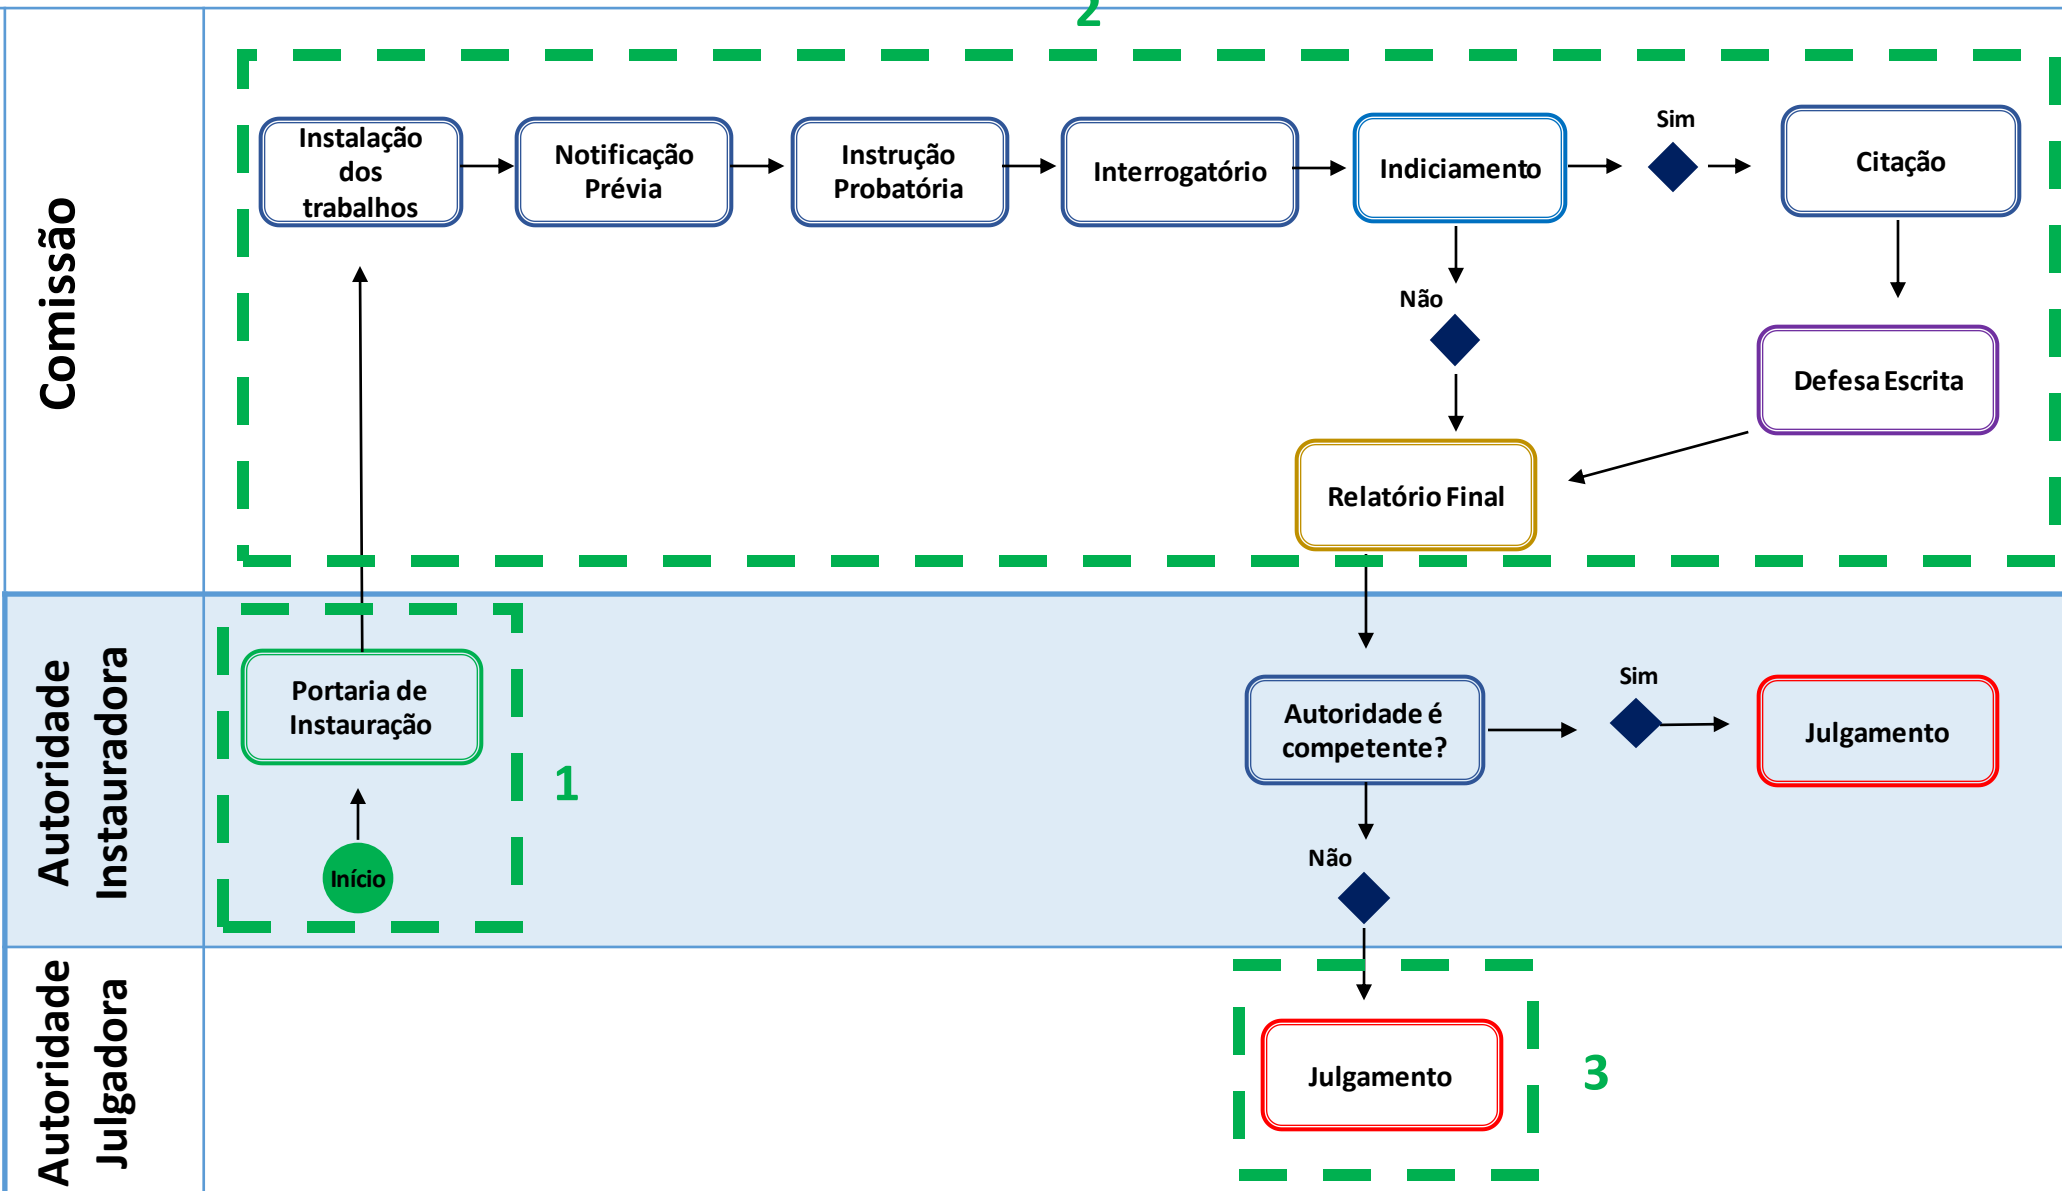 2
Comissão
Instalação
dos
trabalhos
Notificação
Prévia
Instrução
Probatória
Interrogatório
Indiciamento
Sim
Citação
Não
Defesa Escrita
Relatório Final
Autoridade
Instauradora
Portaria de
Instauração
1
Início
Autoridade é
competente?
Sim
Julgamento
Não
Autoridade
Julgadora
Julgamento
3